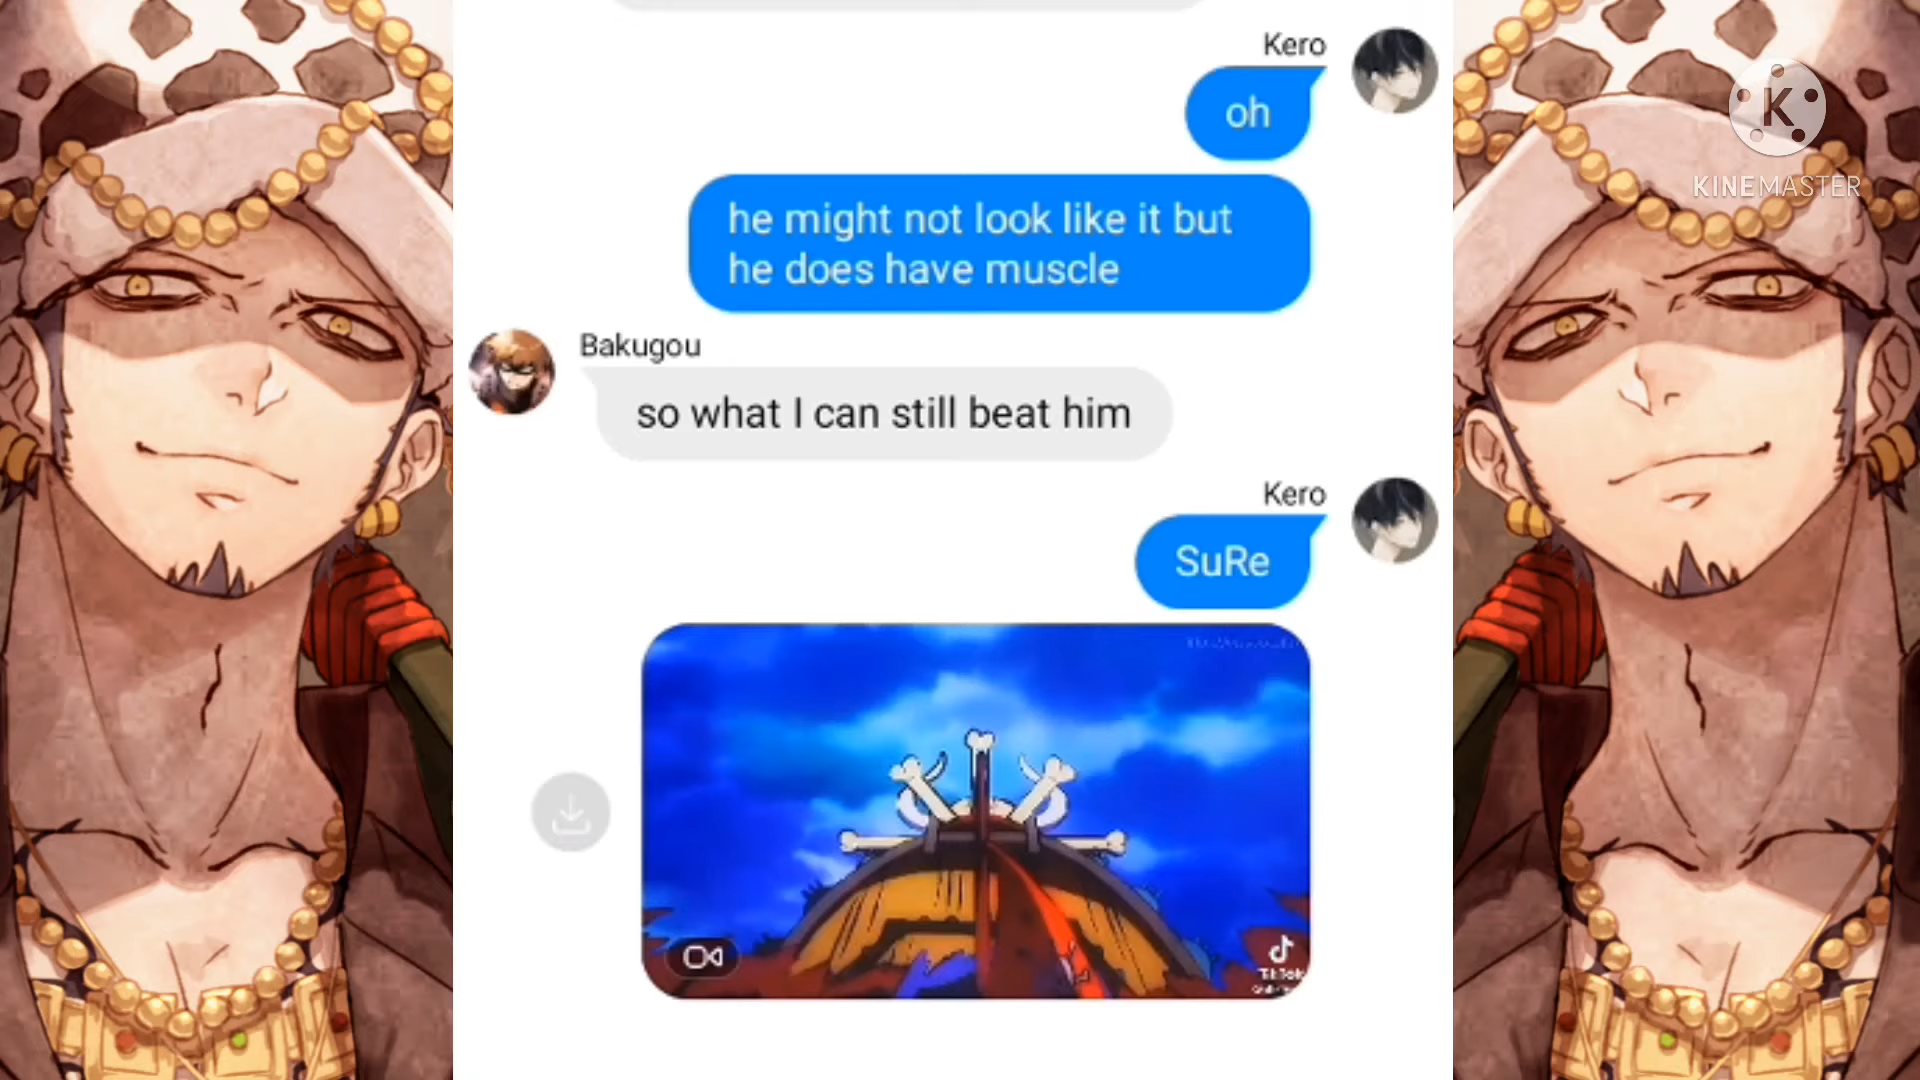 Kero
oh
he might not look like it but
he does have muscle
Bakugou
so what I can still beat him
Kero
SuRe
K
KINEMASTER
TikTok